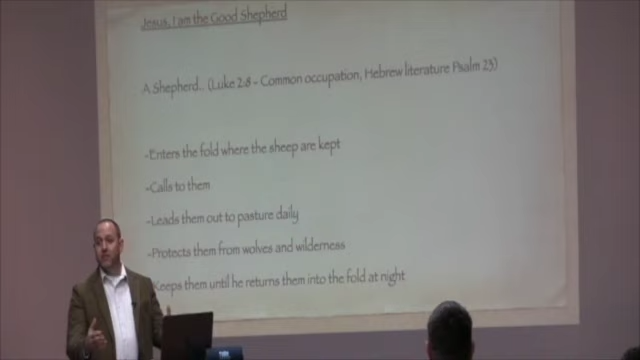 Jesus, I am the Good Shepherd
A Shepherd.. (Luke 2:8 - Common occupation, Hebrew literature Psalm 23)
-Enters the fold where the sheep are kept
-Calls to them
-Leads them out to pasture daily
-Protects them from wolves and wilderness
Keeps them until he returns them into the fold at night